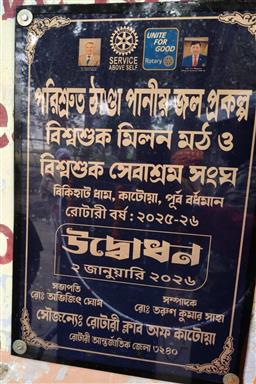 SERVICE
ABOVE SELF
UNITE
FOR
GOOD
Rotary
পরিশ্রুত ঠাণ্ডা পানীয় জল প্রকল্প
বিশ্বশুক মিলন মঠ ও
বিশ্বশুক সেবাশ্রম সংঘ
বিকিহাট ধাম, কাটোয়া, পূর্ব বর্ধমান
রোটারী বর্ষ : ২০২৫-২৬
উদ্বোধন
২ জানুয়ারি ২০২৬
সভাপতি
রোঃ অভিজিৎ ঘোষ
সম্পাদক
রোঃ তরুণ কুমার সাহা
সৌজন্যেঃ রোটারী ক্লাব অফ কাটোয়া
রোটারী আন্তর্জাতিক জেলা ৩২৪০